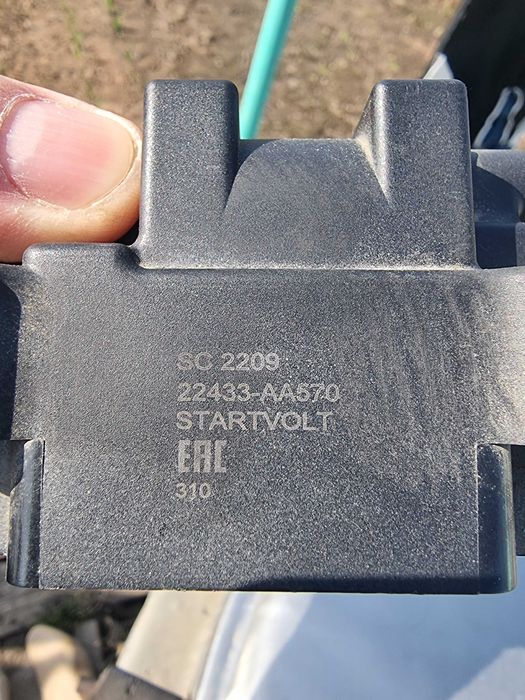 SC 2209
22433-AA570
STARTVOLT
EAC
310